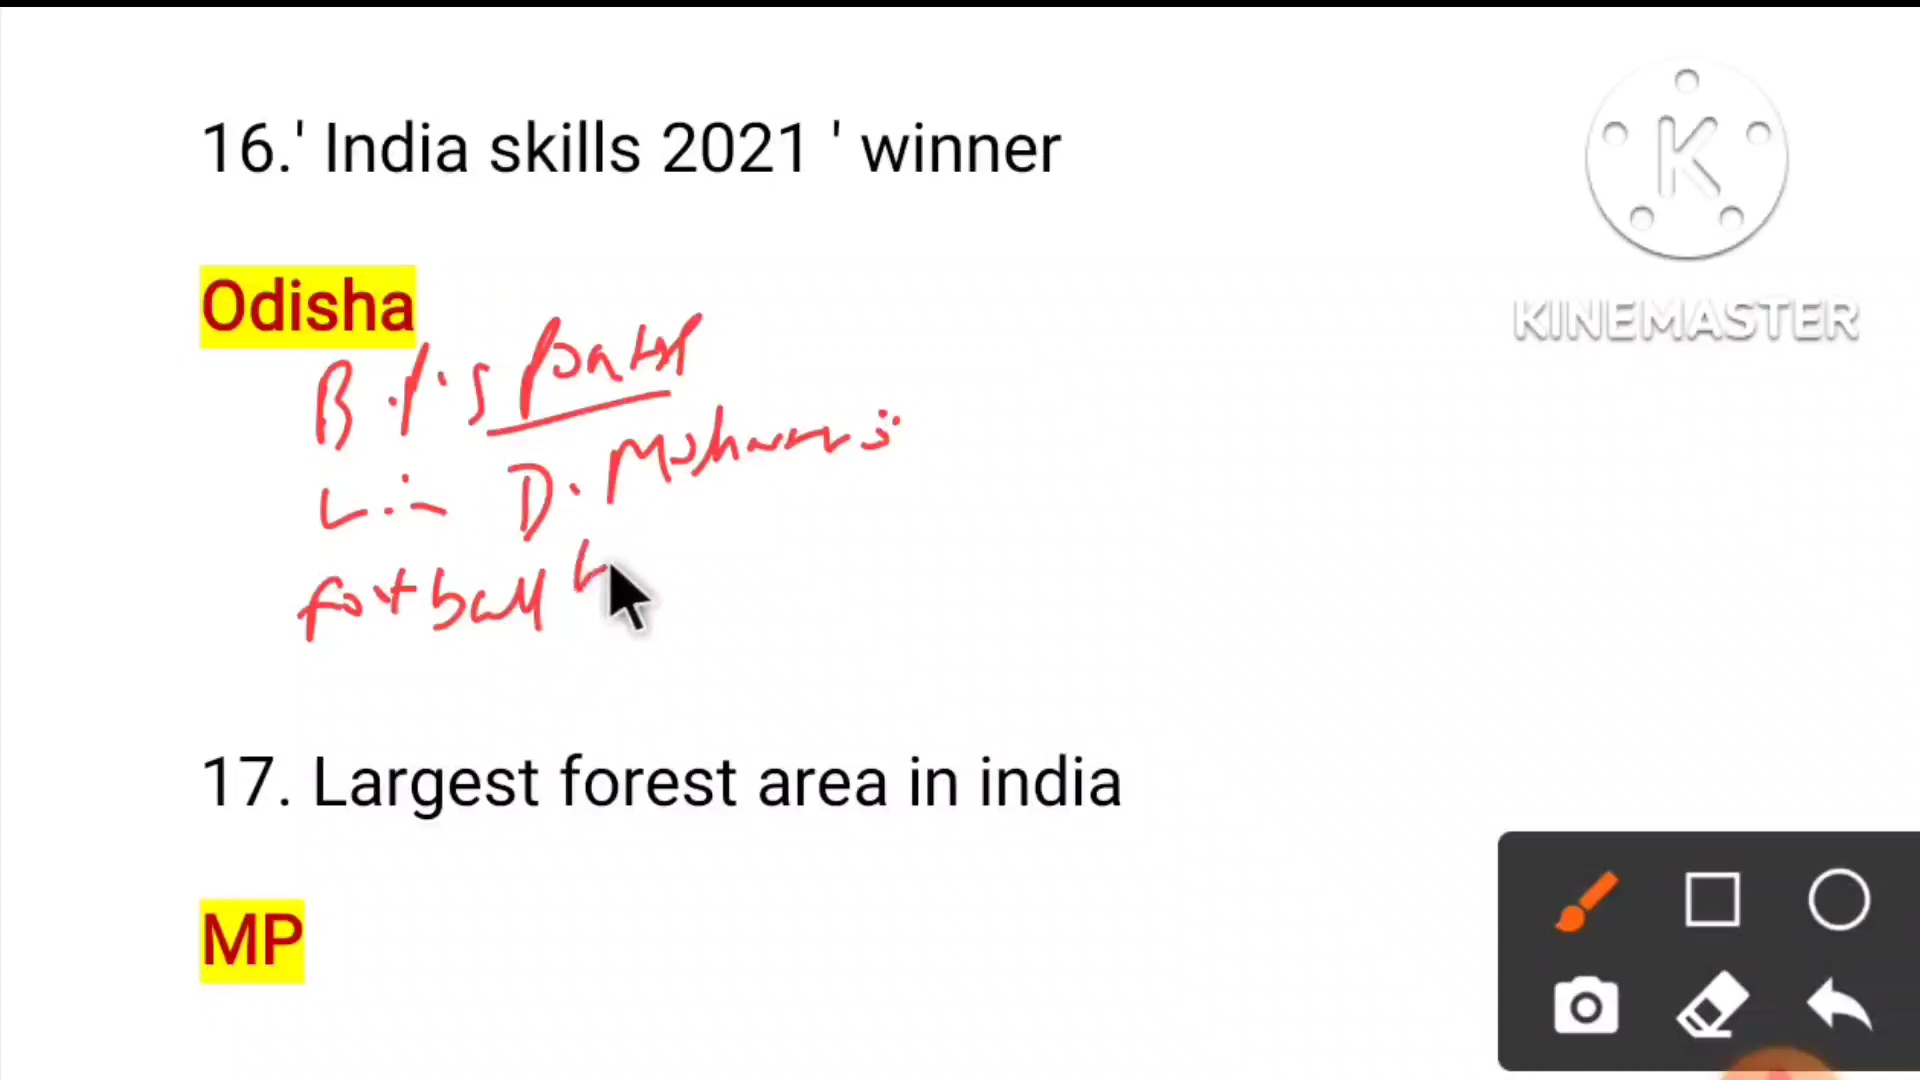 16.' India skills 2021 ' winner
KINEMASTER
Odisha
B.P.S
D.
football
17. Largest forest area in india
MP